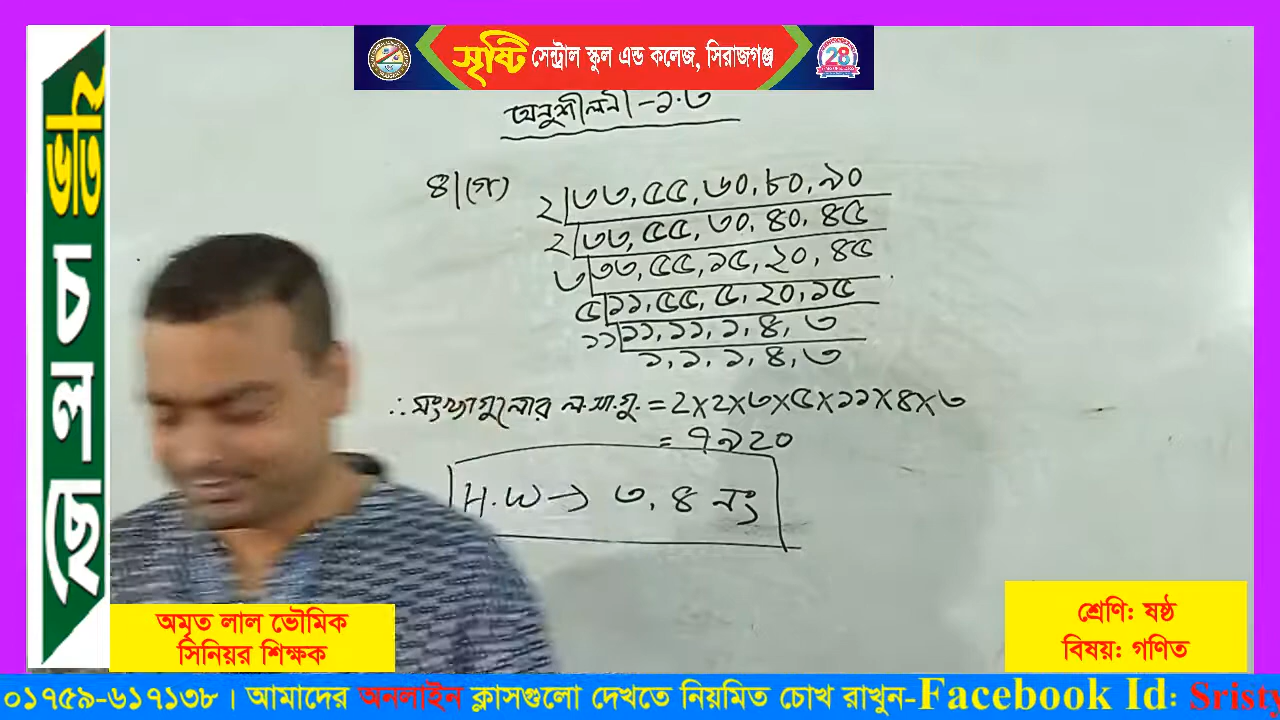 ভর্তি চলছে
সৃষ্টি সেন্ট্রাল স্কুল এন্ড কলেজ, সিরাজগঞ্জ
28
অনুশীলনী-১.৩
৪।(গ)
২|৩৩, ৫৫, ৬০, ৮০, ৯০
২|৩৩, ৫৫, ৩০, ৪০, ৪৫
৩|৩৩, ৫৫, ১৫, ২০, ৪৫
৫|১১, ৫৫, ৫, ২০, ১৫
১১|১১, ১১, ১, ৪, ৩
১, ১, ১, ৪, ৩
∴ সংখ্যাগুলোর ল.সা.গু. = ২×২×৩×৫×১১×৪×৩
= ৭৯২০
H.W → ৩, ৪ নং
অমৃত লাল ভৌমিক
সিনিয়র শিক্ষক
শ্রেণি: ষষ্ঠ
বিষয়: গণিত
০১৭৫৯-৬১৭১৩৮। আমাদের অনলাইন ক্লাসগুলো দেখতে নিয়মিত চোখ রাখুন-Facebook Id: Sristy